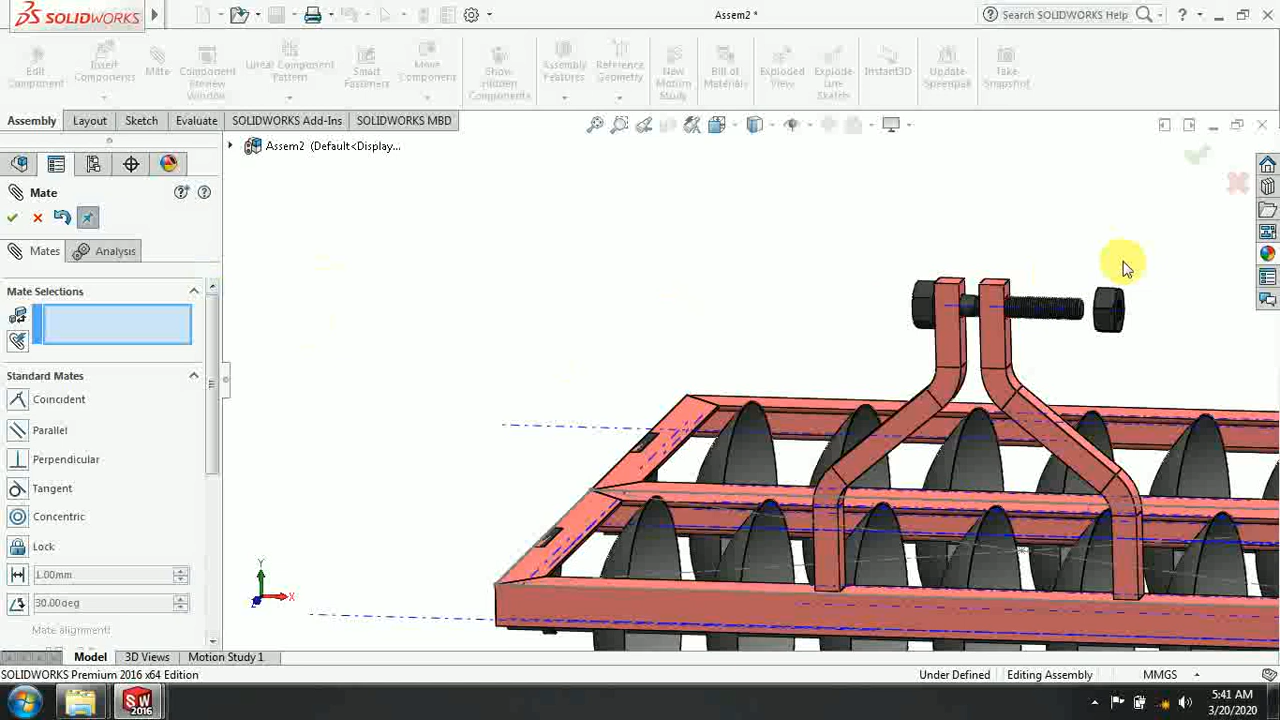 SOLIDWORKS
Assem2 *
Search SOLIDWORKS Help
Edit Component
Insert Components
Mate
Component Preview Window
Linear Component Pattern
Smart Fasteners
Move Component
Show Hidden Components
Assembly Features
Reference Geometry
New Motion Study
Bill of Materials
Exploded View
Explode Line Sketch
Instant3D
Update Speedpak
Take Snapshot
Assembly Layout Sketch Evaluate SOLIDWORKS Add-Ins SOLIDWORKS MBD
Assem2 (Default<Display...
Mate
Mates Analysis
Mate Selections
Standard Mates
Coincident
Parallel
Perpendicular
Tangent
Concentric
Lock
1.00mm
30.00deg
Mate alignment:
Y
X
Z
Model 3D Views Motion Study 1
SOLIDWORKS Premium 2016 x64 Edition Under Defined Editing Assembly MMGS
SW 2016
5:41 AM
3/20/2020